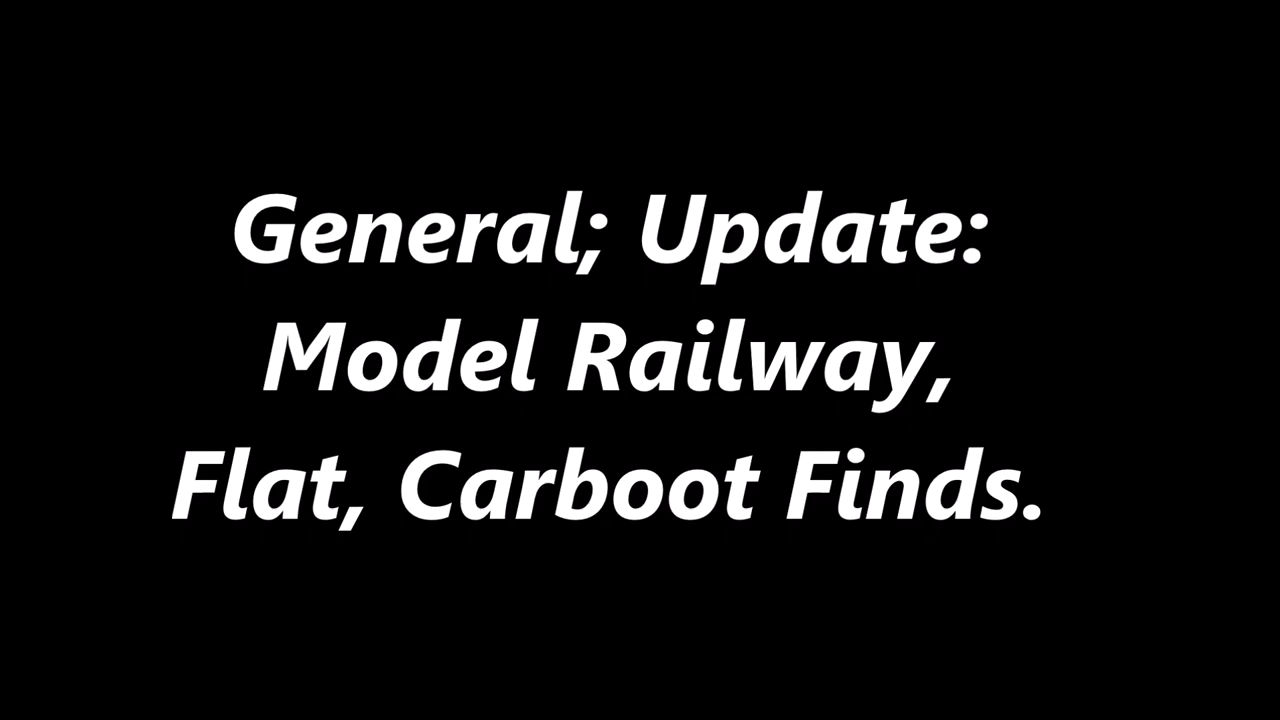 General; Update:
Model Railway,
Flat, Carboot Finds.